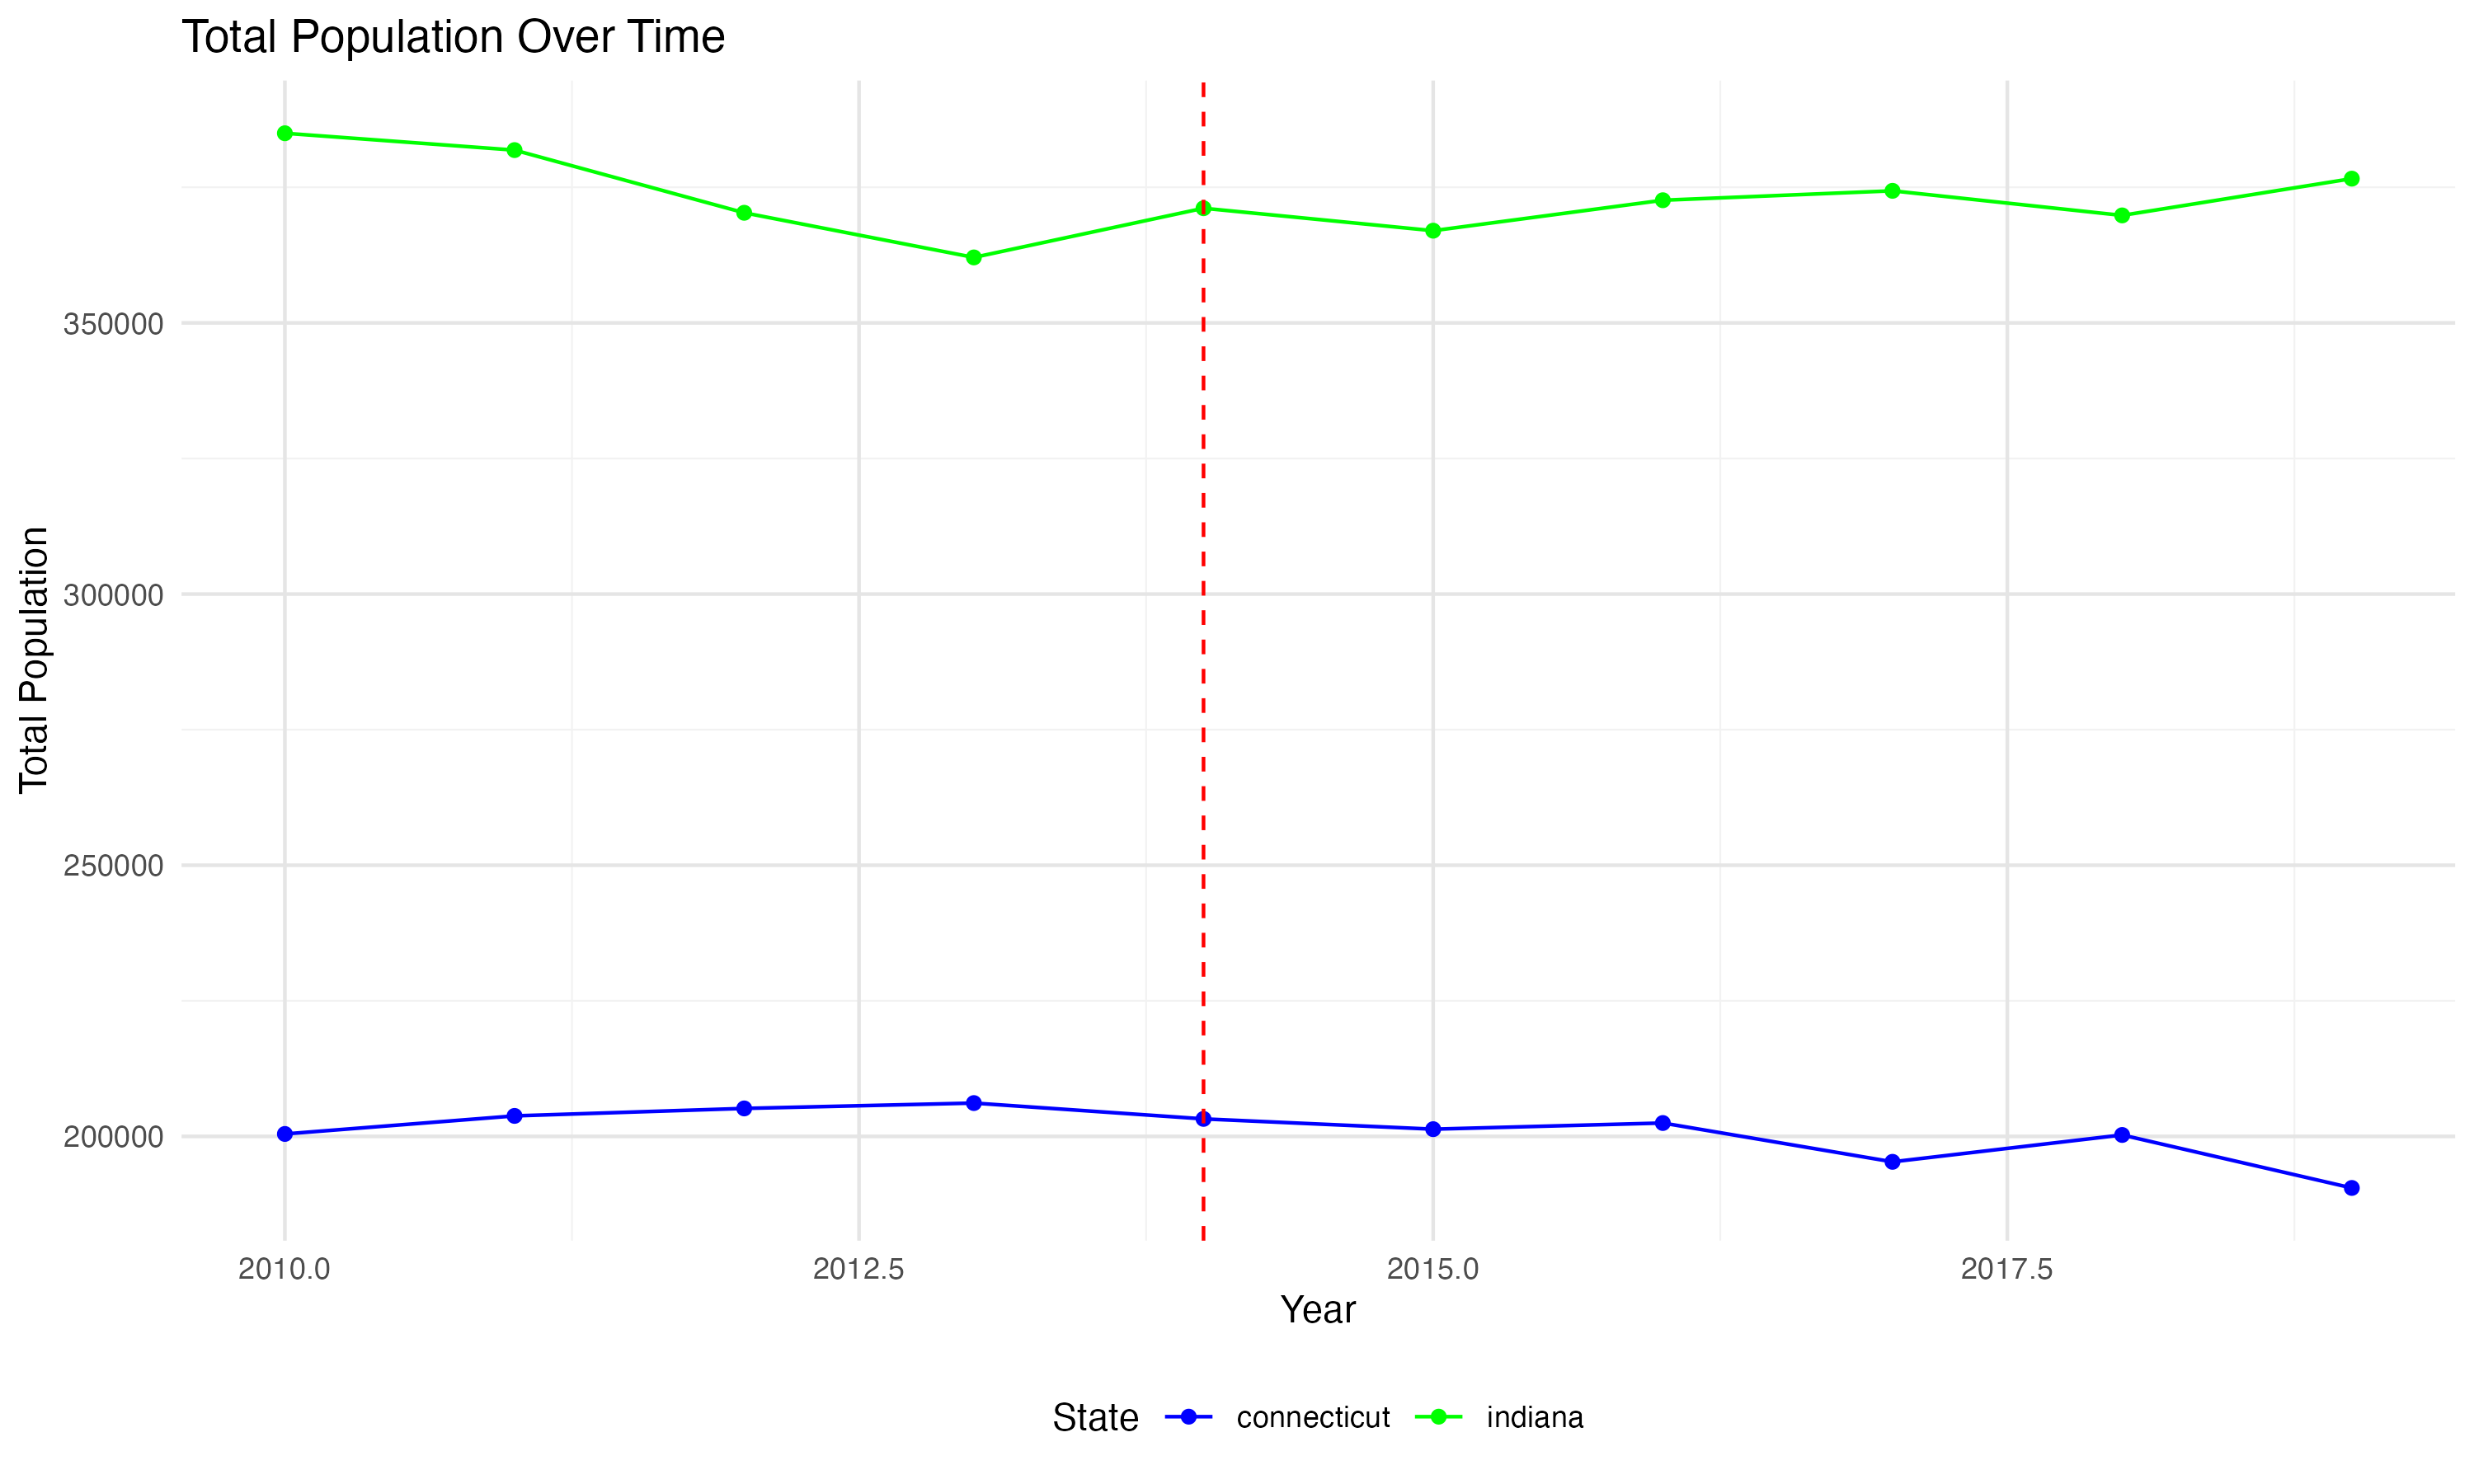 Total Population Over Time
Total Population
350000
300000
250000
200000
2010.0 2012.5 2015.0 2017.5
Year
State connecticut indiana